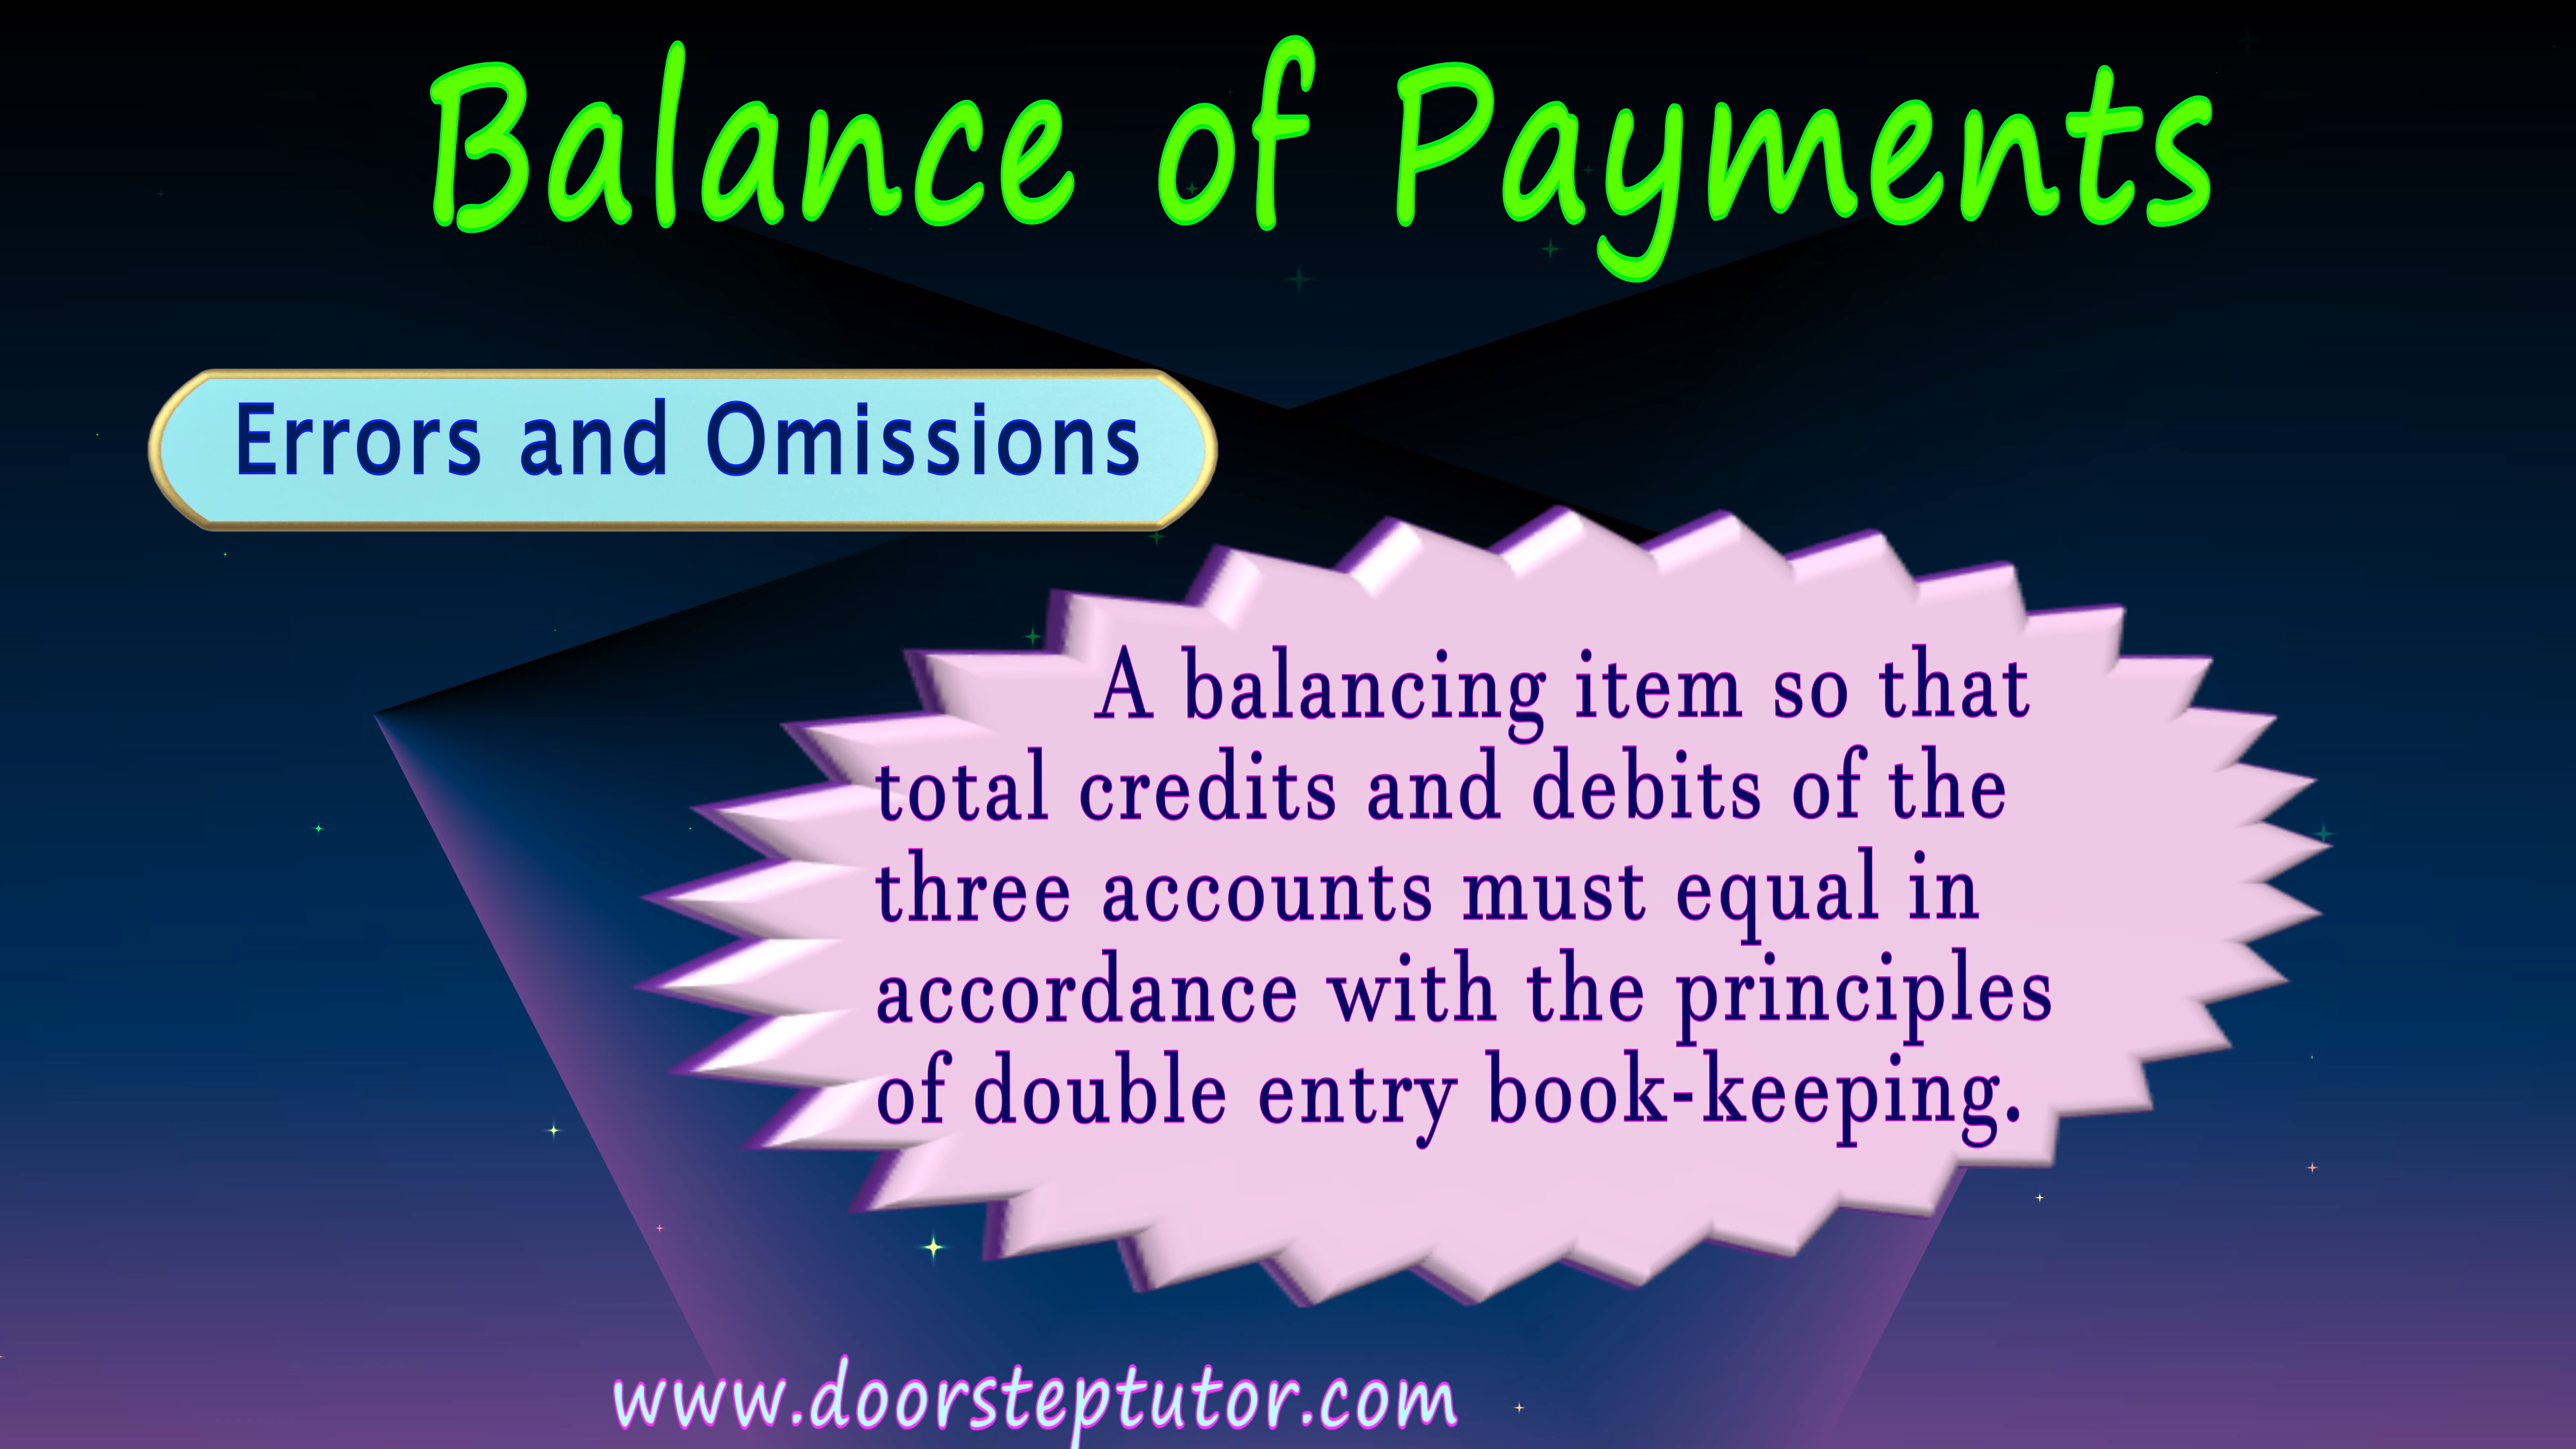 Balance of Payments
Errors and Omissions
A balancing item so that
total credits and debits of the
three accounts must equal in
accordance with the principles
of double entry book-keeping.
www.doorsteptutor.com